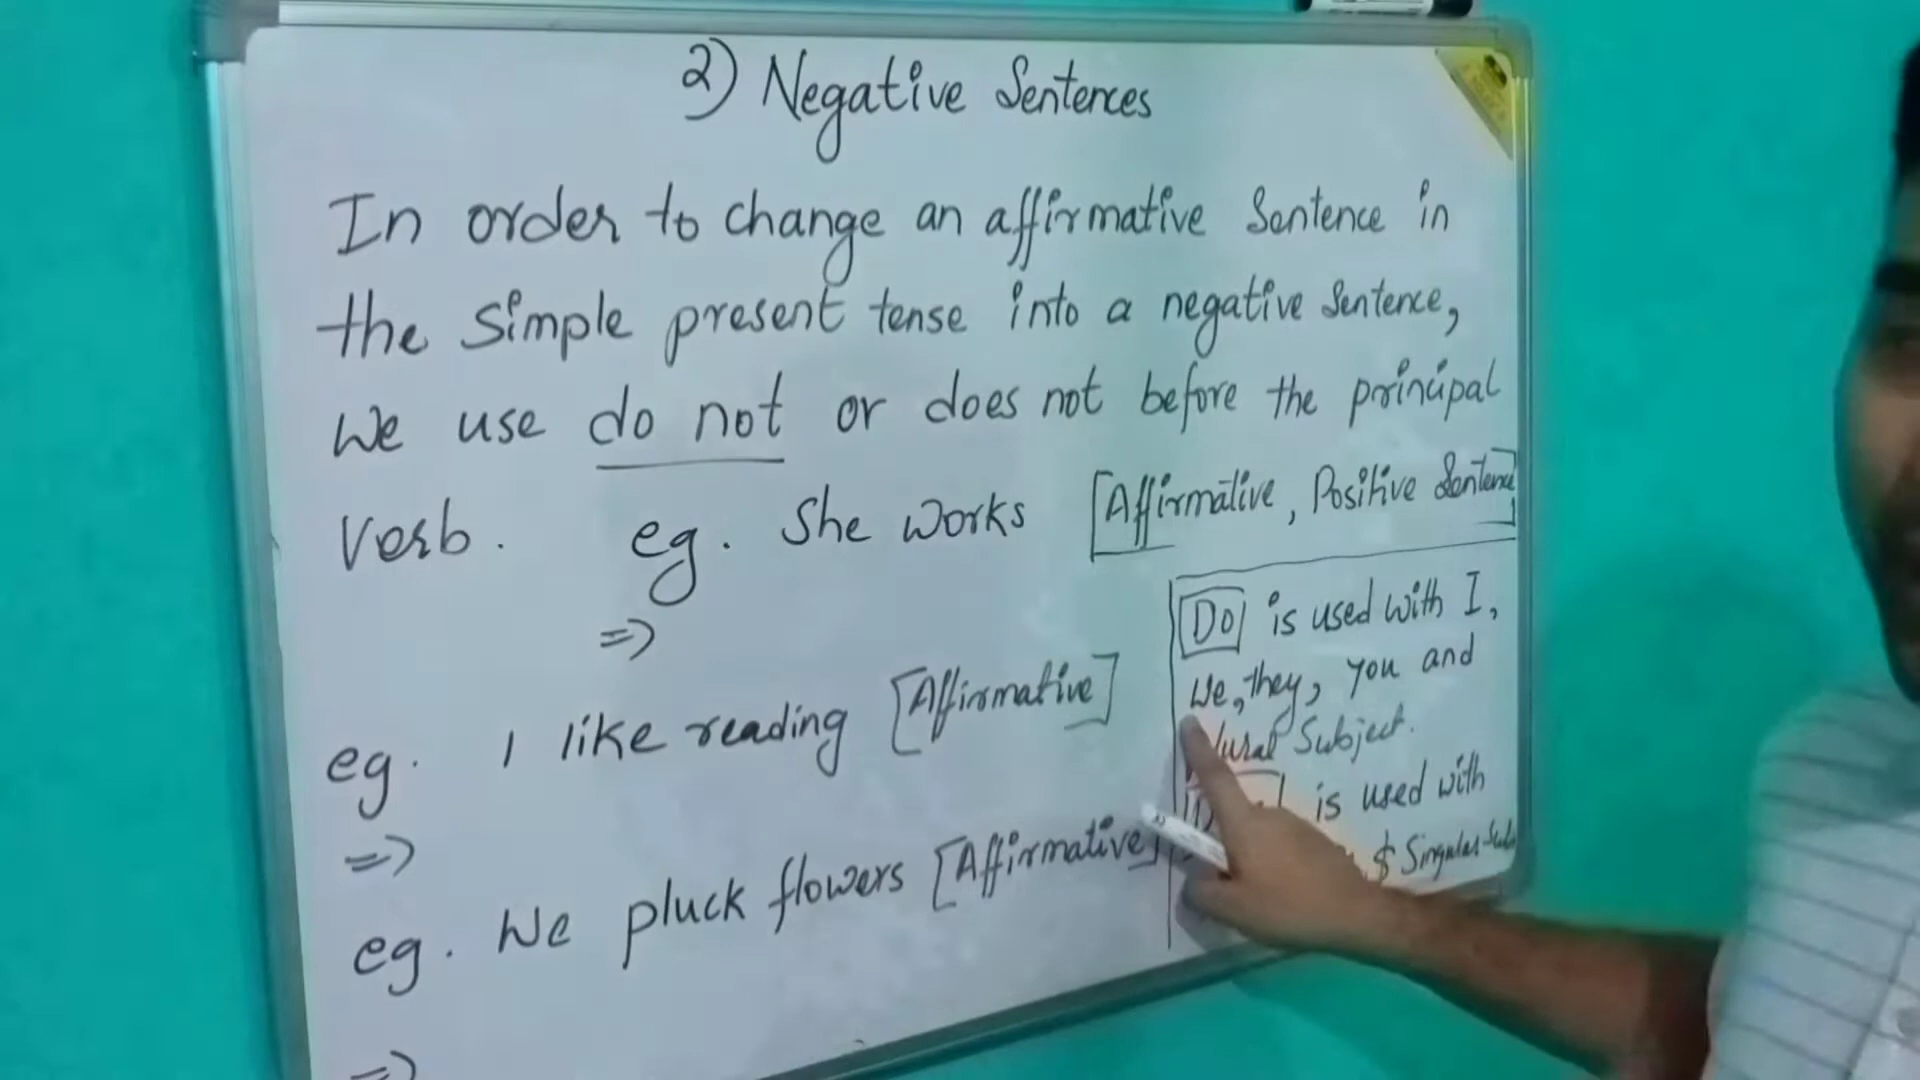 2) Negative Sentences
In order to change an affirmative Sentence in
the simple present tense into a negative Sentence,
We use do not or does not before the principal
Verb. eg. She works [Affirmative, Positive Sentence]
=>
eg. I like reading [Affirmative]
=>
eg. We pluck flowers [Affirmative]
=>
Do is used with I,
We, they, you and
Subject.
is used with
& Singular